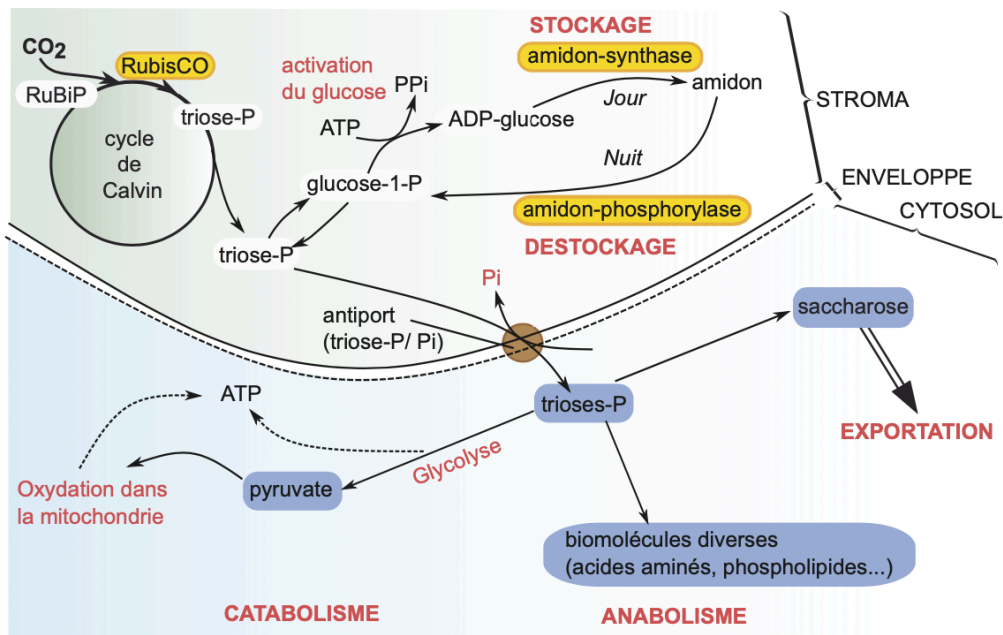 STOCKAGE
CO2
RubisCO
RuBiP
triose-P
cycle
de
Calvin
activation
du glucose
PPi
ATP
ADP-glucose
amidon-synthase
amidon
Jour
Nuit
glucose-1-P
amidon-phosphorylase
DESTOCKAGE
triose-P
STROMA
ENVELOPPE
CYTOSOL
Pi
antiport
(triose-P/ Pi)
saccharose
EXPORTATION
trioses-P
ATP
Glycolyse
pyruvate
Oxydation dans
la mitochondrie
biomolécules diverses
(acides aminés, phospholipides...)
CATABOLISME
ANABOLISME